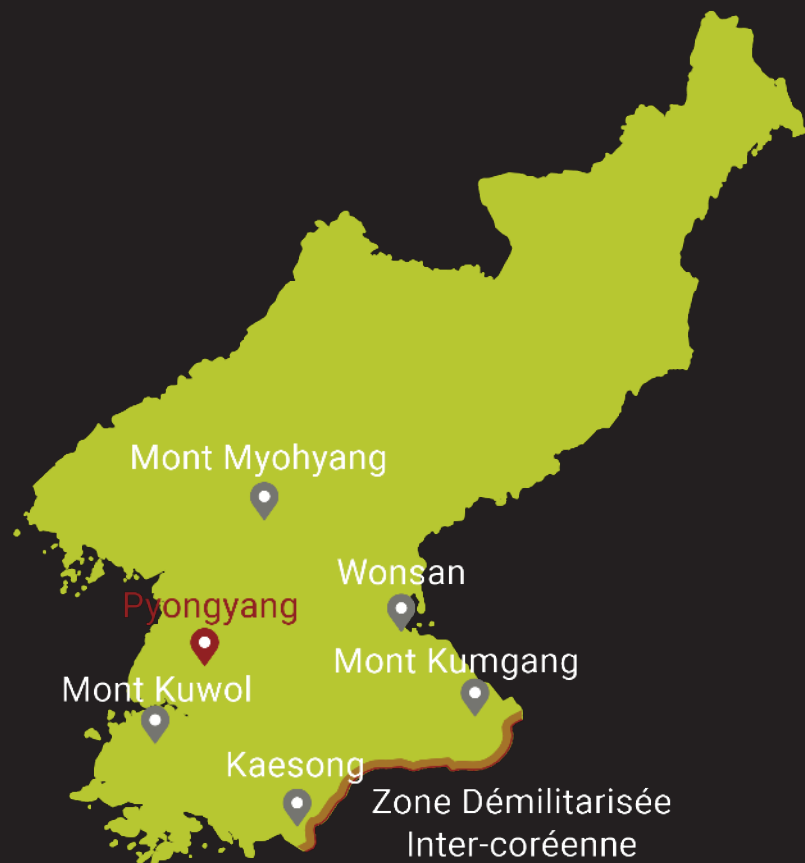 Mont Myohyang
Wonsan
Pyongyang
Mont Kumgang
Mont Kuwol
Kaesong
Zone Démilitarisée
Inter-coréenne